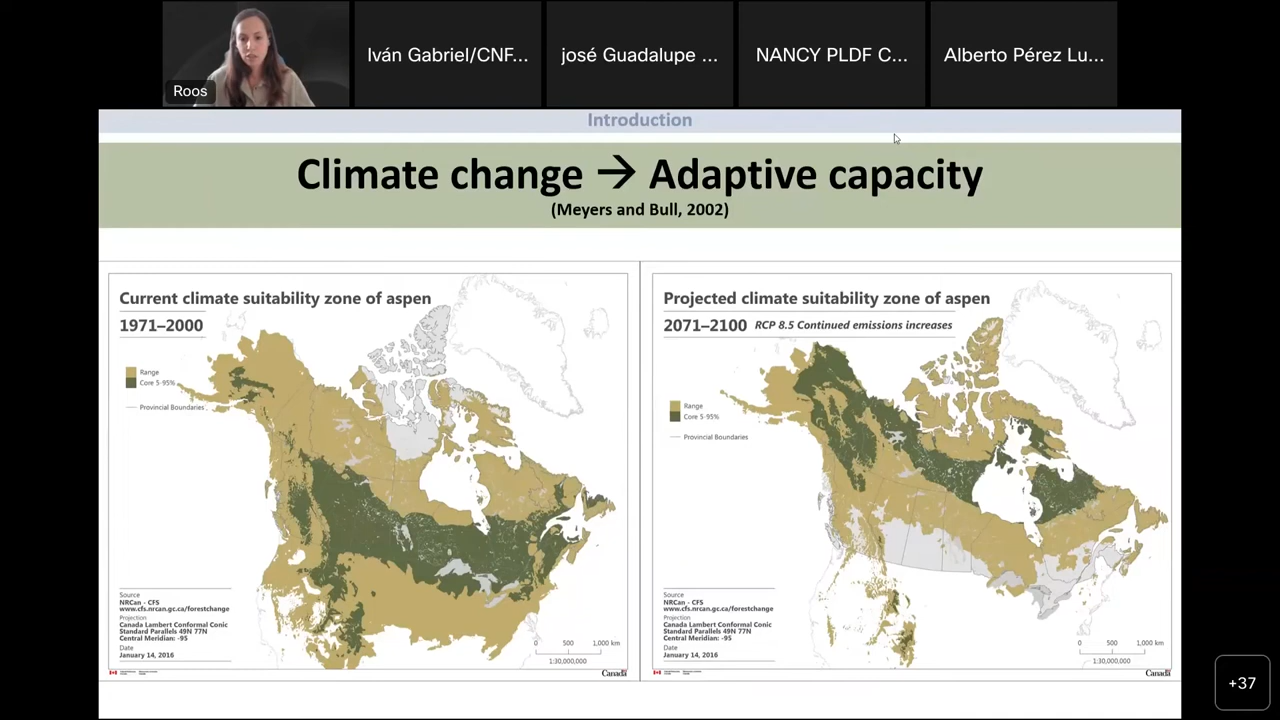 Roos
Iván Gabriel/CNF...
josé Guadalupe ...
NANCY PLDF C...
Alberto Pérez Lu...
Introduction
Climate change → Adaptive capacity
(Meyers and Bull, 2002)
Current climate suitability zone of aspen
1971–2000
Range
Core 5-95%
Provincial Boundaries
Source
NRCan - CFS
www.cfs.nrcan.gc.ca/forestchange
Projection
Canada Lambert Conformal Conic
Standard Parallels 49N 77N
Central Meridian: -95
Date
January 14, 2016
0 500 1,000 km
1:30,000,000
Canada
Projected climate suitability zone of aspen
2071–2100 RCP 8.5 Continued emissions increases
Range
Core 5-95%
Provincial Boundaries
Source
NRCan - CFS
www.cfs.nrcan.gc.ca/forestchange
Projection
Canada Lambert Conformal Conic
Standard Parallels 49N 77N
Central Meridian: -95
Date
January 14, 2016
0 500 1,000 km
1:30,000,000
Canada
+37